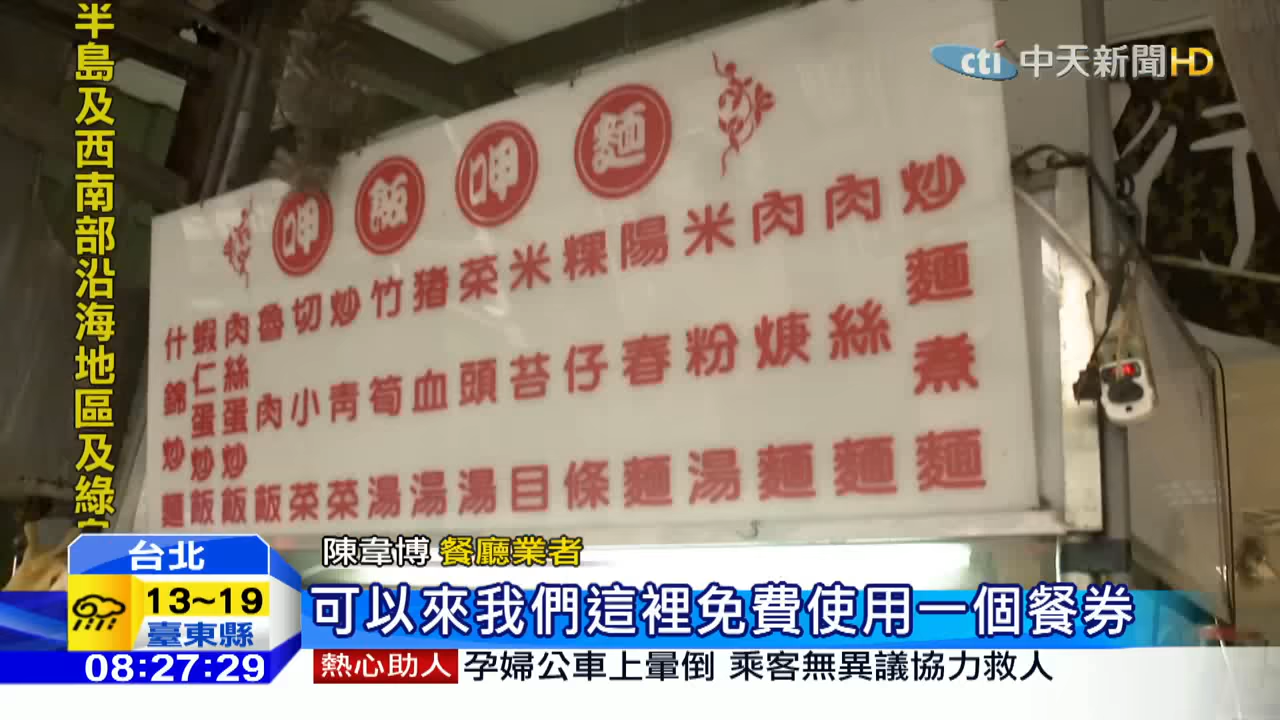 半島及西南部沿海地區及綠
cti 中天新聞HD
呷飯呷麵
炒麵煮麵
肉絲麵
肉焿麵
米粉湯
陽春麵
粿仔條
米苔目
菜頭湯
猪血湯
竹筍湯
炒青菜
切小菜
魯肉飯
肉絲蛋炒飯
蝦仁蛋炒飯
什錦炒麵
行
陳韋博 餐廳業者
可以來我們這裡免費使用一個餐券
台北
13~19
臺東縣
08:27:29
熱心助人 孕婦公車上暈倒 乘客無異議協力救人